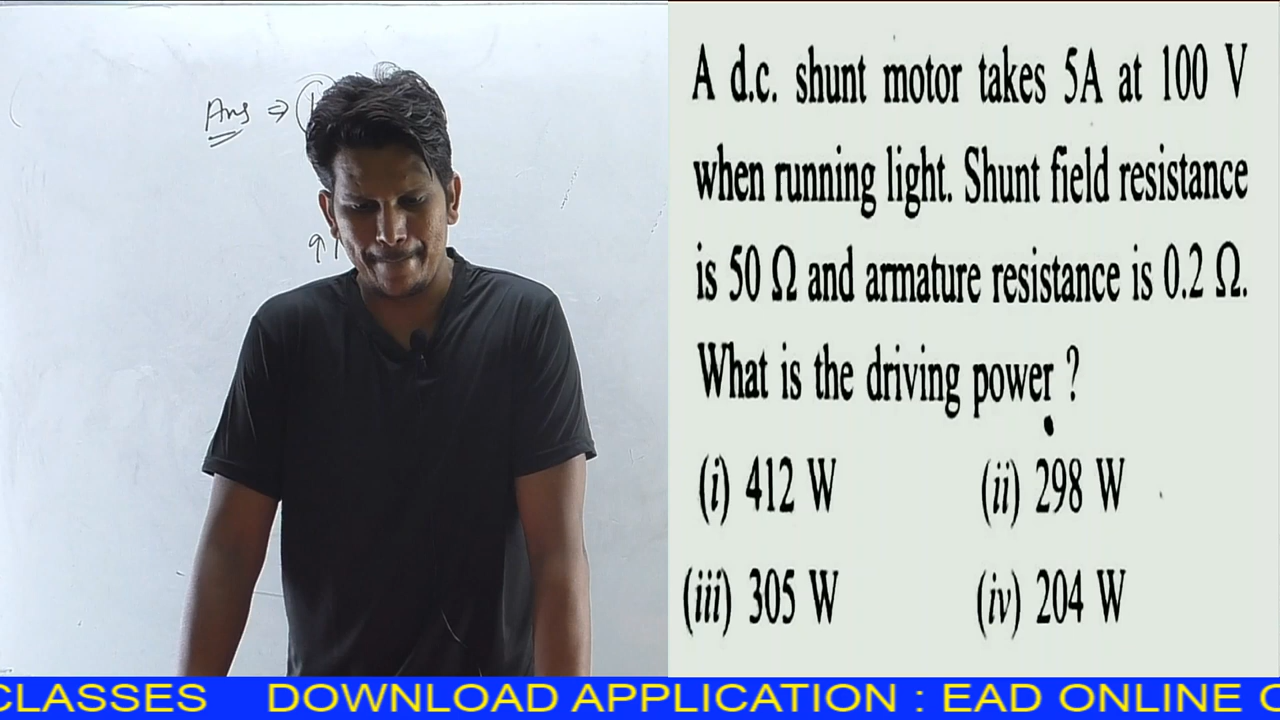 Ans ⇒
A d.c. shunt motor takes 5A at 100 V
when running light. Shunt field resistance
is 50 Ω and armature resistance is 0.2 Ω.
What is the driving power ?
(i) 412 W (ii) 298 W
(iii) 305 W (iv) 204 W
CLASSES DOWNLOAD APPLICATION : EAD ONLINE